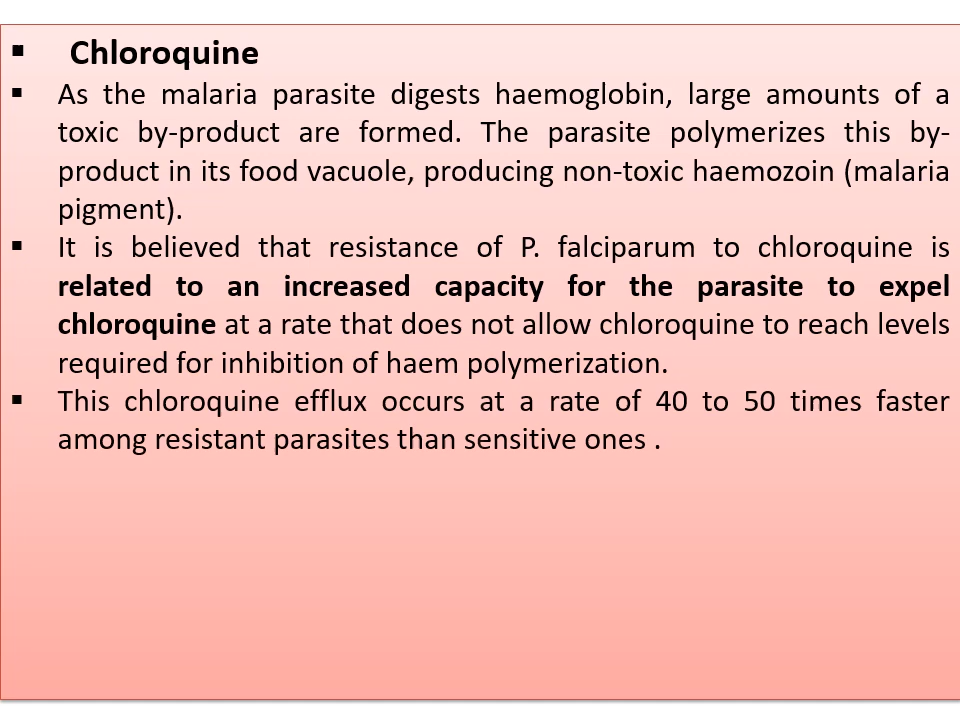 ▪ Chloroquine
▪ As the malaria parasite digests haemoglobin, large amounts of a
toxic by-product are formed. The parasite polymerizes this by-
product in its food vacuole, producing non-toxic haemozoin (malaria
pigment).
▪ It is believed that resistance of P. falciparum to chloroquine is
related to an increased capacity for the parasite to expel
chloroquine at a rate that does not allow chloroquine to reach levels
required for inhibition of haem polymerization.
▪ This chloroquine efflux occurs at a rate of 40 to 50 times faster
among resistant parasites than sensitive ones .